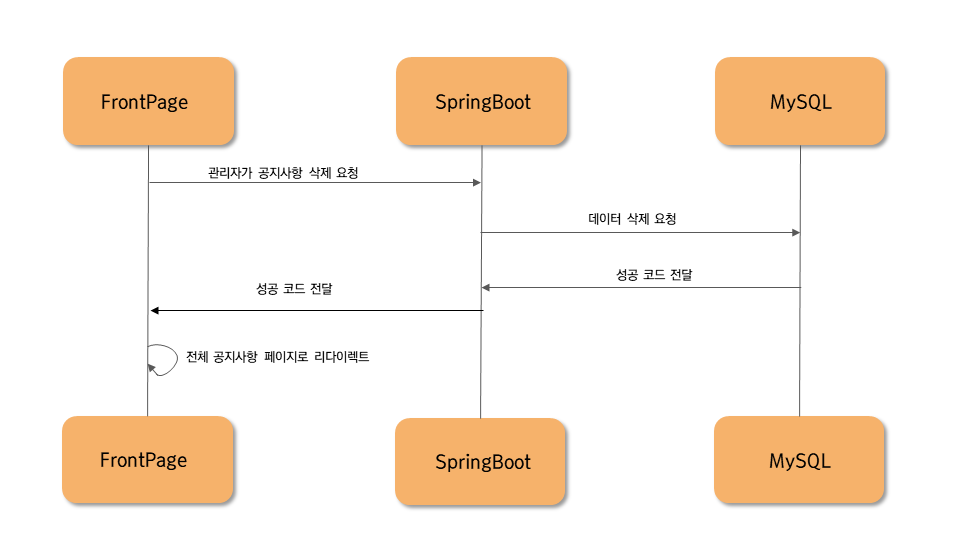 FrontPage
SpringBoot
MySQL
관리자가 공지사항 삭제 요청
데이터 삭제 요청
성공 코드 전달
성공 코드 전달
전체 공지사항 페이지로 리다이렉트
FrontPage
SpringBoot
MySQL